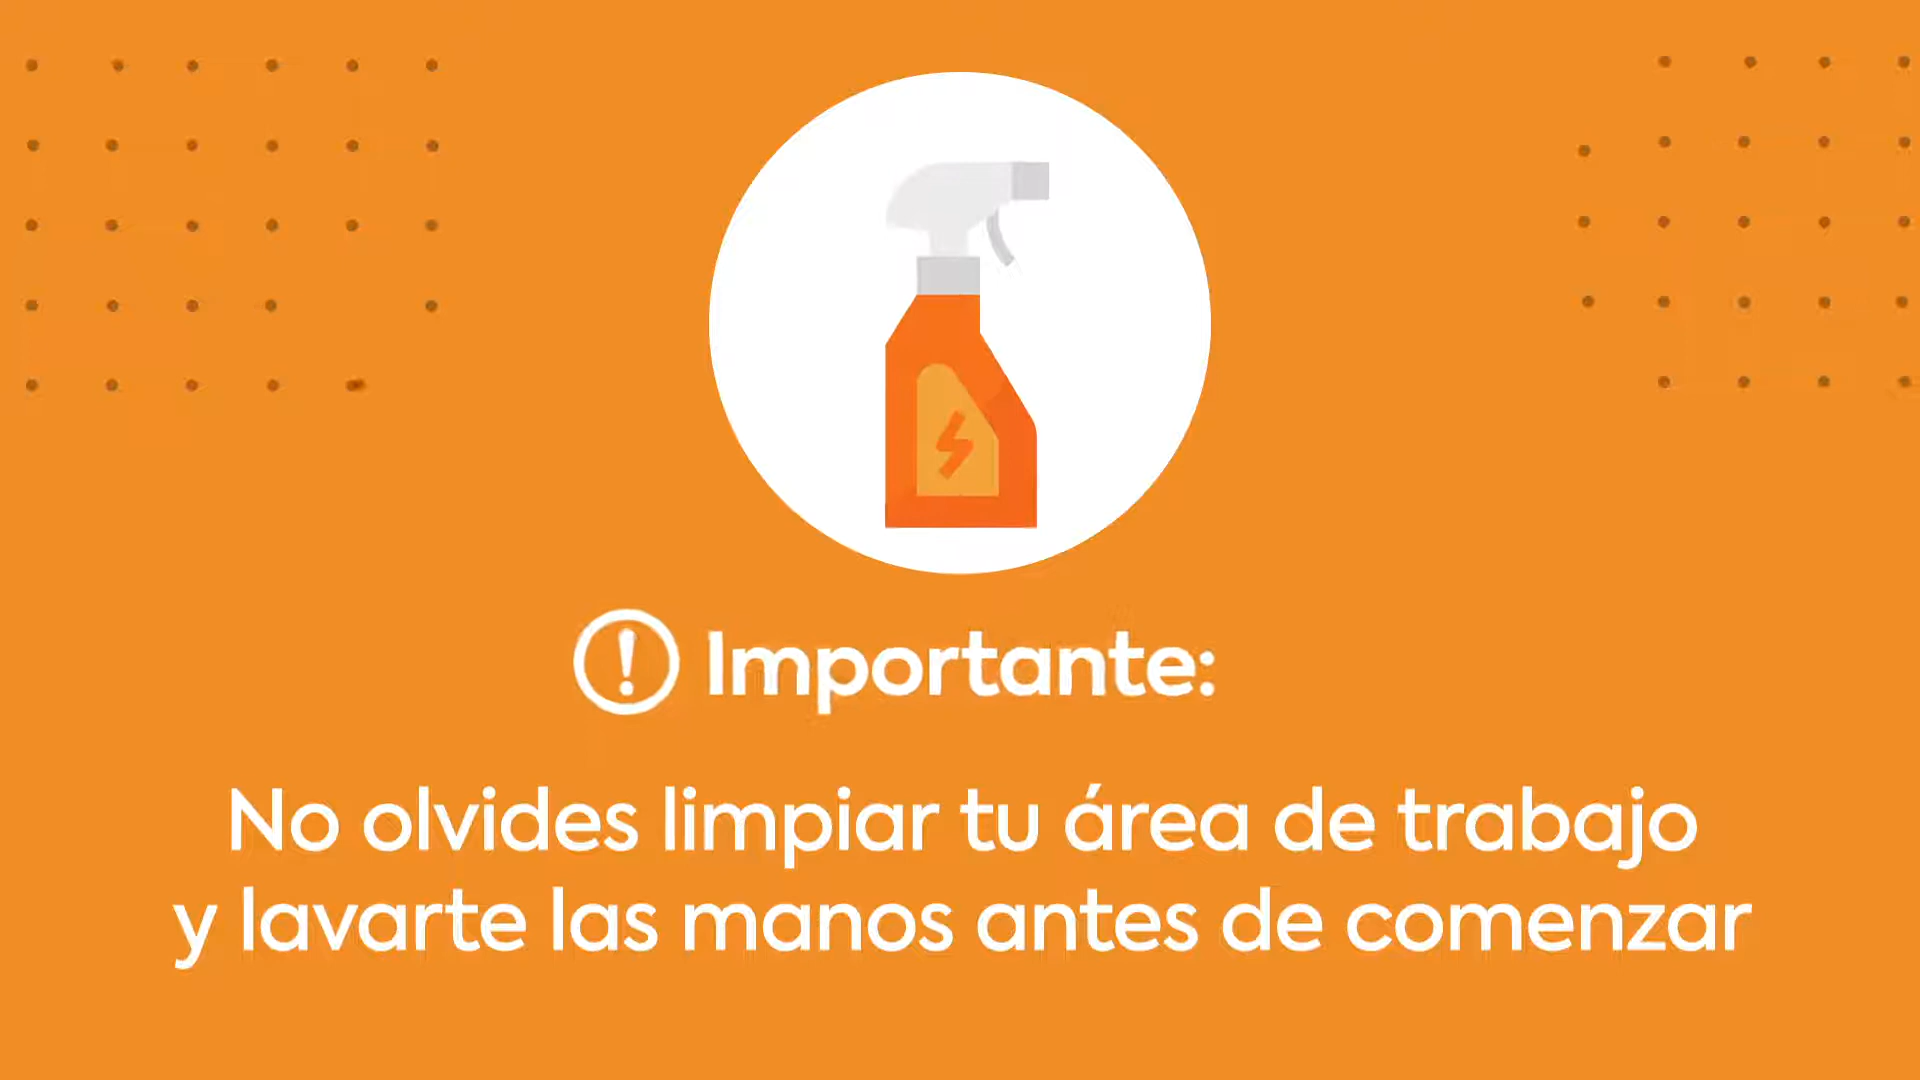 Importante:
No olvides limpiar tu área de trabajo
y lavarte las manos antes de comenzar